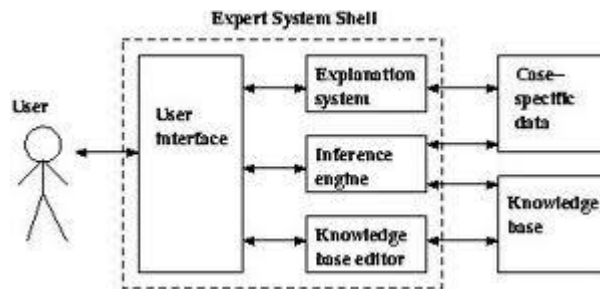 Expert System Shell
User
User
interface
Explanation
system
Inference
engine
Knowledge
base editor
Case-
specific
data
Knowledge
base